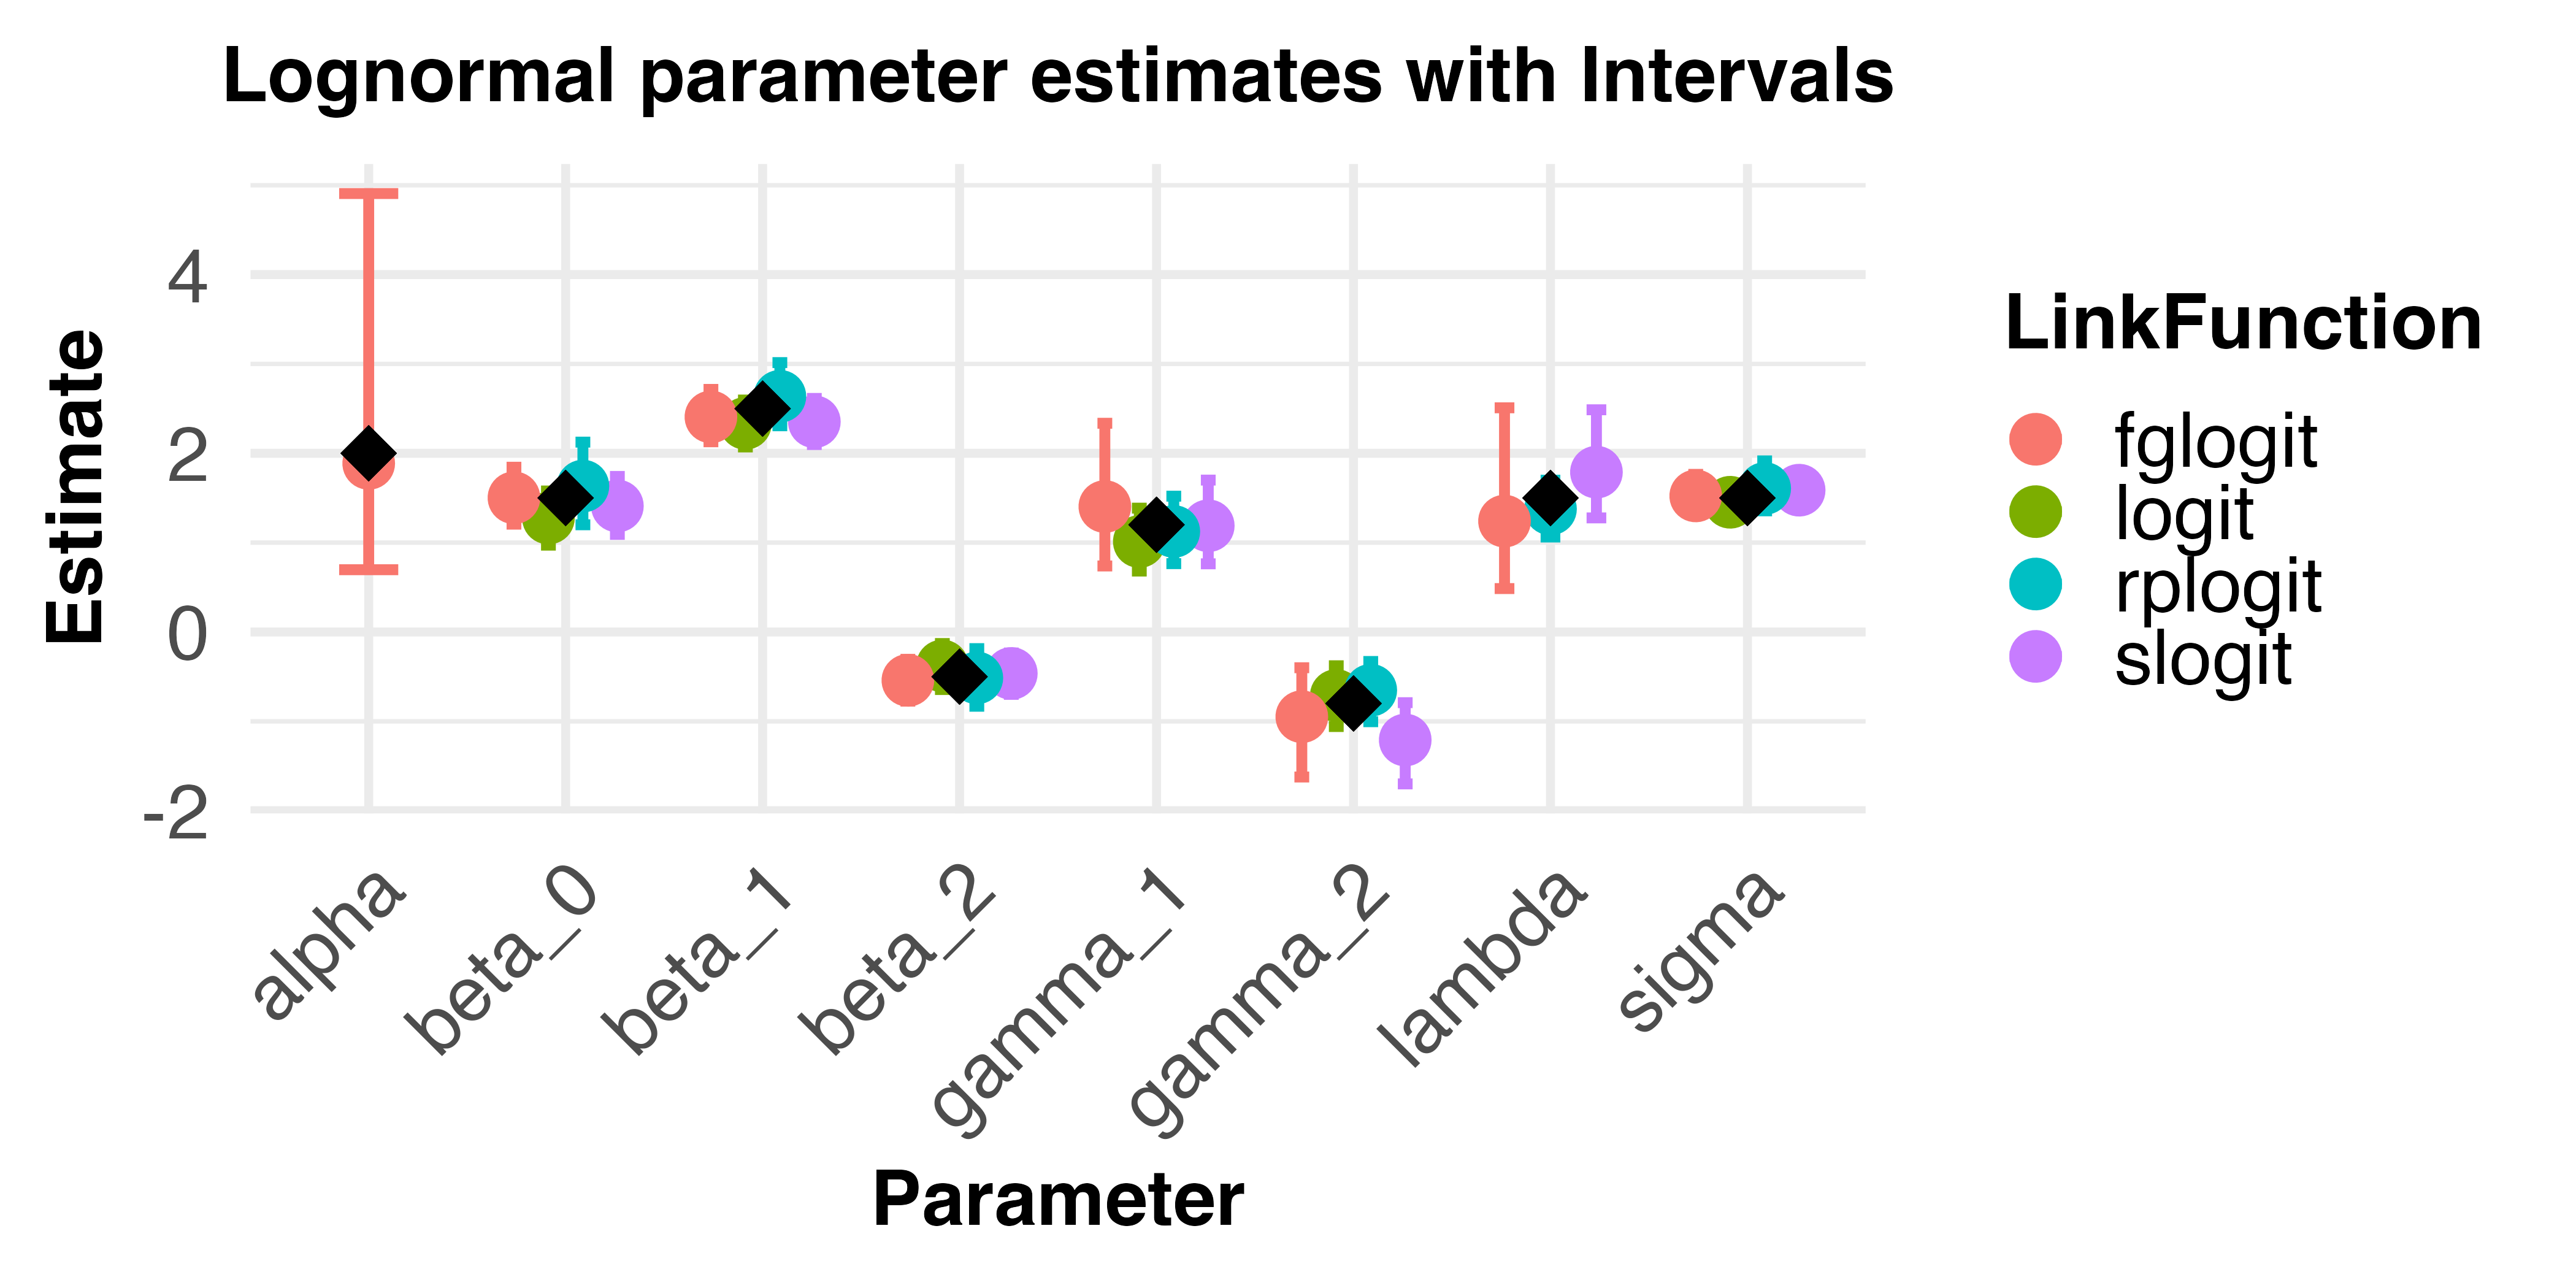 Lognormal parameter estimates with Intervals
Estimate
4
2
0
-2
alpha
beta_0
beta_1
beta_2
gamma_1
gamma_2
lambda
sigma
Parameter
LinkFunction
fglogit
logit
rplogit
slogit